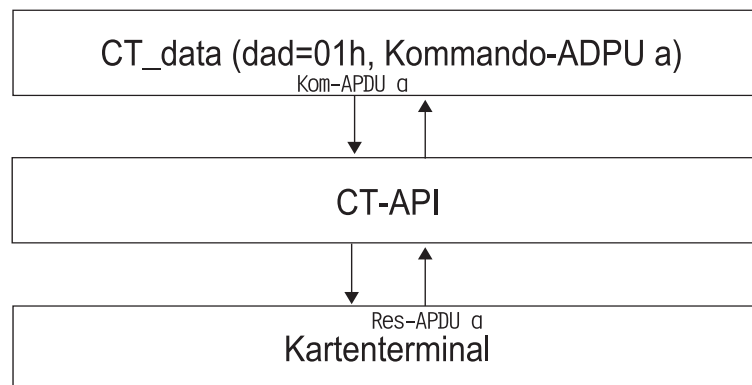 CT_data (dad=01h, Kommando-ADPU a)
Kom-APDU a
CT-API
Res-APDU a
Kartenterminal